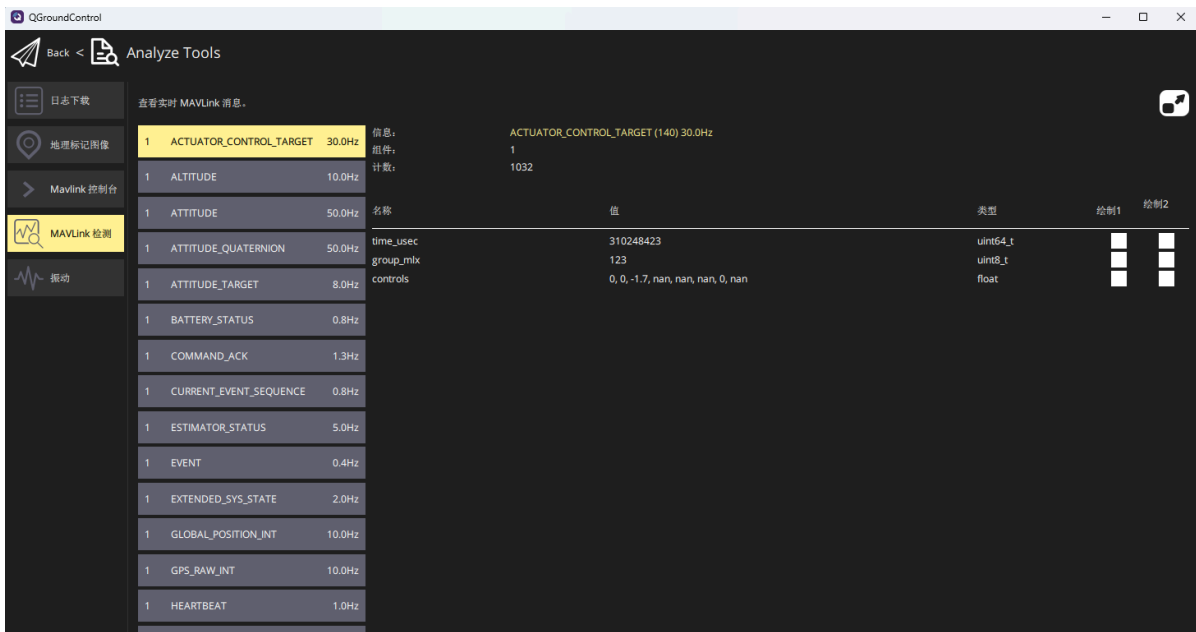 QGroundControl
Back < Analyze Tools
日志下载
地理标记图像
Mavlink 控制台
MAVLink 检测
振动
查看实时 MAVLink 消息。
1 ACTUATOR_CONTROL_TARGET 30.0Hz
1 ALTITUDE 10.0Hz
1 ATTITUDE 50.0Hz
1 ATTITUDE_QUATERNION 50.0Hz
1 ATTITUDE_TARGET 8.0Hz
1 BATTERY_STATUS 0.8Hz
1 COMMAND_ACK 1.3Hz
1 CURRENT_EVENT_SEQUENCE 0.8Hz
1 ESTIMATOR_STATUS 5.0Hz
1 EVENT 0.4Hz
1 EXTENDED_SYS_STATE 2.0Hz
1 GLOBAL_POSITION_INT 10.0Hz
1 GPS_RAW_INT 10.0Hz
1 HEARTBEAT 1.0Hz
信息: ACTUATOR_CONTROL_TARGET (140) 30.0Hz
组件: 1
计数: 1032
名称 值 类型 绘制1 绘制2
time_usec 310248423 uint64_t
group_mlx 123 uint8_t
controls 0, 0, -1.7, nan, nan, nan, 0, nan float